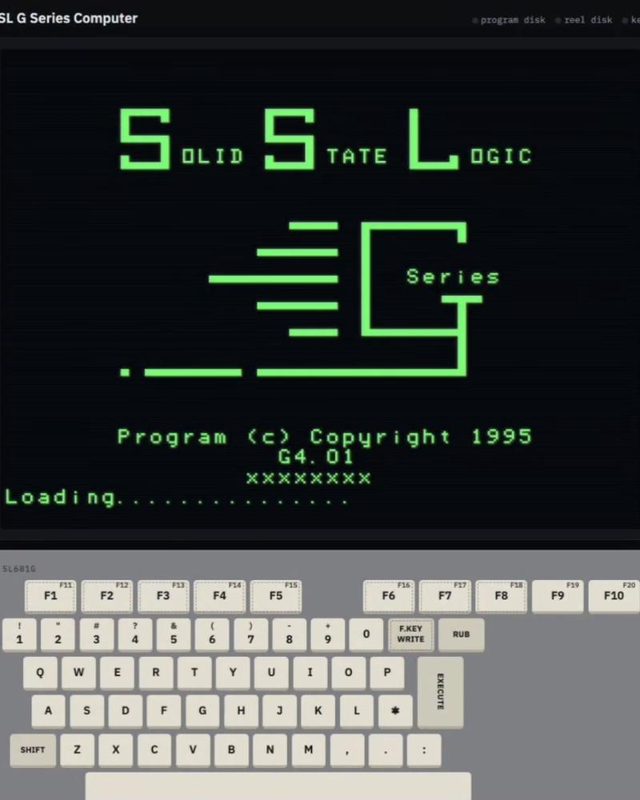 SL G Series Computer
program disk reel disk ke
SOLID STATE LOGIC
G
Series
Program (c) Copyright 1995
G4.01
xxxxxxxx
Loading................
SL681G
F11 F12 F13 F14 F15 F16 F17 F18 F19 F20
F1 F2 F3 F4 F5 F6 F7 F8 F9 F10
! " # ? & ( ) - +
1 2 3 4 5 6 7 8 9 0 F.KEY WRITE RUB
Q W E R T Y U I O P EXECUTE
A S D F G H J K L *
SHIFT Z X C V B N M , . :